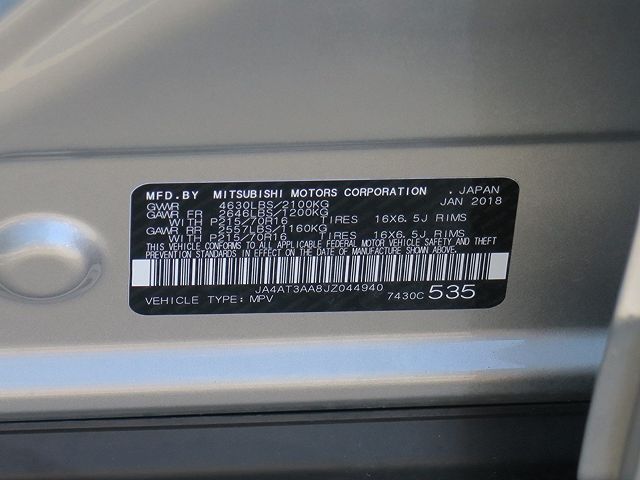 MFD.BY MITSUBISHI MOTORS CORPORATION . JAPAN
GVWR 4630LBS/2100KG JAN 2018
GAWR FR 2646LBS/1200KG
WITH P215/70R16 TIRES 16X6.5J RIMS
GAWR RR 2557LBS/1160KG
WITH P215/70R16 TIRES 16X6.5J RIMS
THIS VEHICLE CONFORMS TO ALL APPLICABLE FEDERAL MOTOR VEHICLE SAFETY AND THEFT
PREVENTION STANDARDS IN EFFECT ON THE DATE OF MANUFACTURE SHOWN ABOVE.
JA4AT3AA8JZ044940
VEHICLE TYPE: MPV 7430C 535